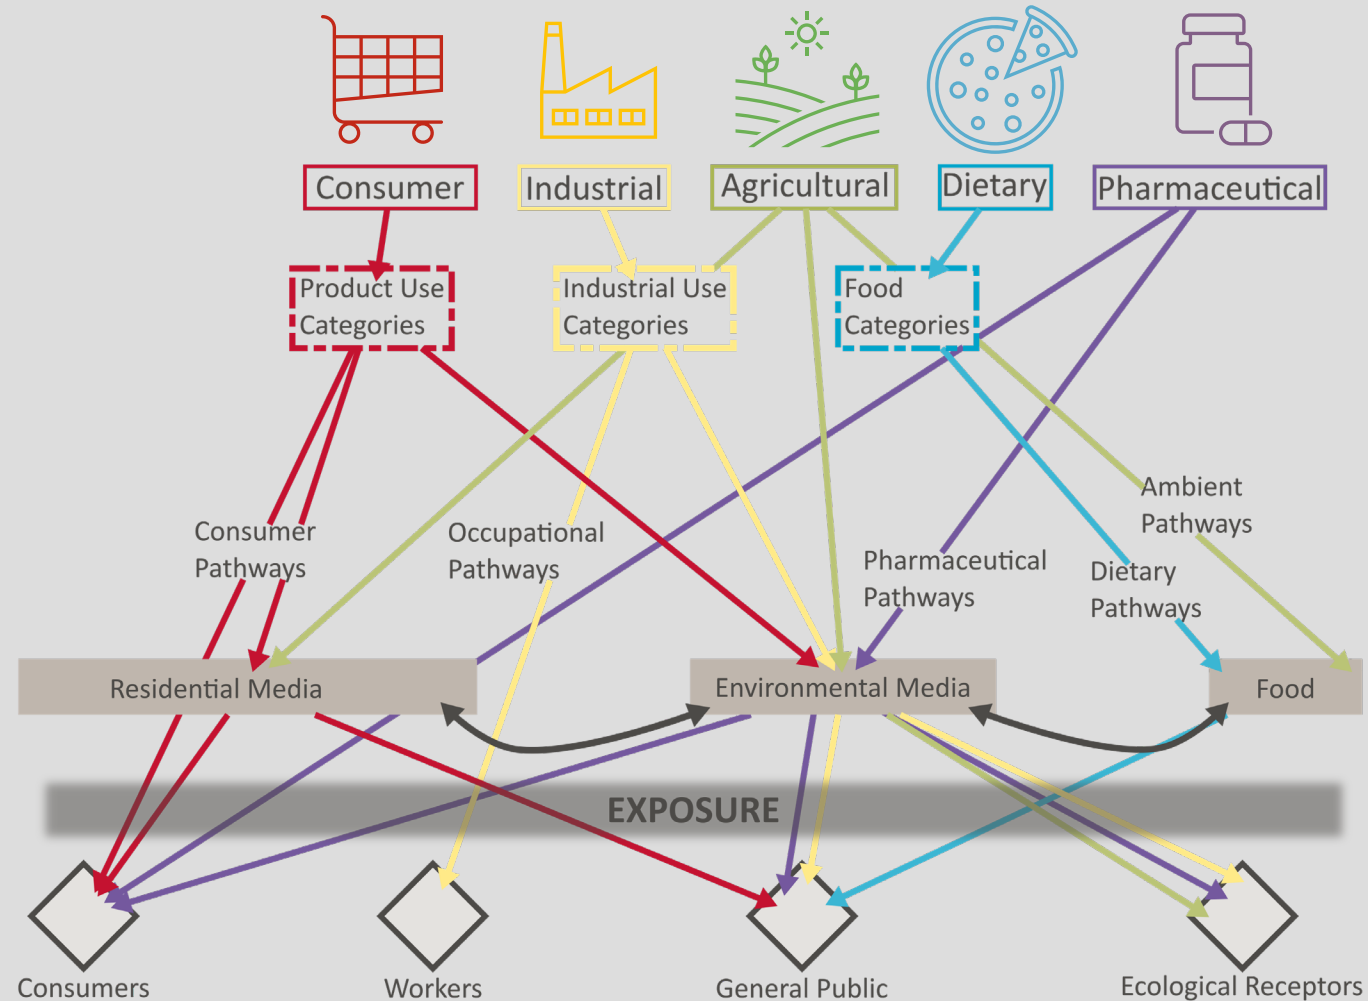 Consumer
Industrial
Agricultural
Dietary
Pharmaceutical
Product Use
Categories
Industrial Use
Categories
Food
Categories
Consumer
Pathways
Occupational
Pathways
Pharmaceutical
Pathways
Dietary
Pathways
Ambient
Pathways
Residential Media
Environmental Media
Food
EXPOSURE
Consumers
Workers
General Public
Ecological Receptors